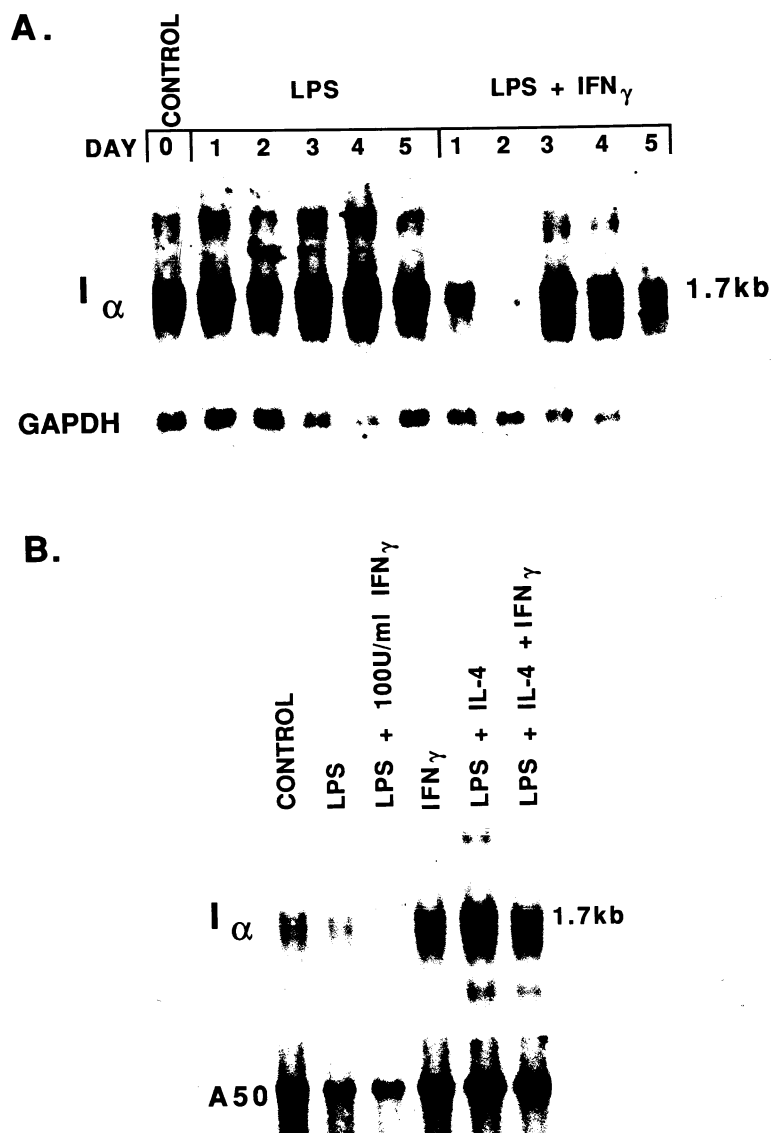 A.
CONTROL
LPS
LPS + IFNγ
DAY 0 1 2 3 4 5 1 2 3 4 5
Iα
1.7kb
GAPDH
B.
CONTROL
LPS
LPS + 100U/ml IFNγ
IFNγ
LPS + IL-4
LPS + IL-4 + IFNγ
Iα
1.7kb
A50